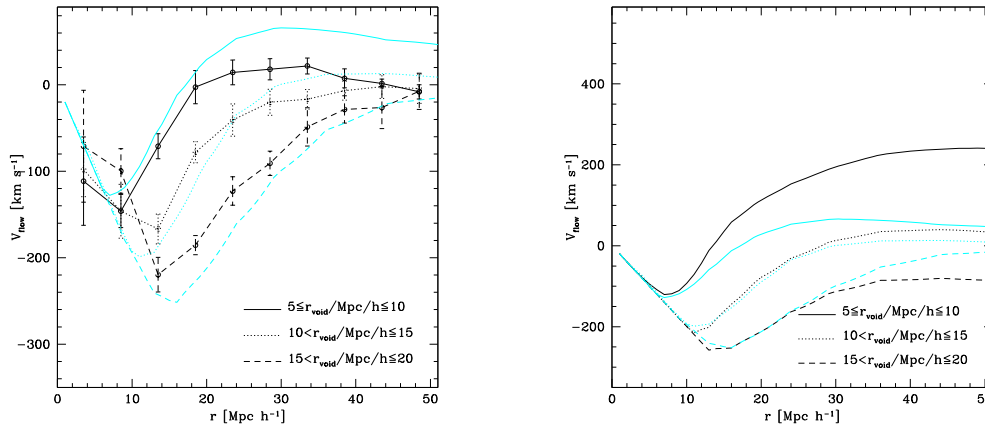 0
-100
-200
-300
V_flow [km s⁻¹]
5≤r_void/Mpc/h≤10
10<r_void/Mpc/h≤15
15<r_void/Mpc/h≤20
0 10 20 30 40 50
r [Mpc h⁻¹]
400
200
0
-200
V_flow [km s⁻¹]
5≤r_void/Mpc/h≤10
10<r_void/Mpc/h≤15
15<r_void/Mpc/h≤20
0 10 20 30 40 50
r [Mpc h⁻¹]